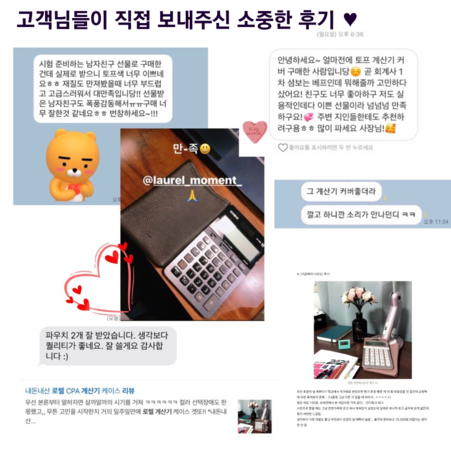 고객님들이 직접 보내주신 소중한 후기 ♥
(월요일) 오후 6:36
시험 준비하는 남자친구 선물로 구매한
건데 실제로 받으니 토프색 너무 이쁘네
요ㅎㅎ 재질도 만져봤을때 너무 부드럽
고 고급스러워서 대만족입니당!! 선물받
은 남자친구도 폭풍감동해서ㅠㅠ구매 너
무 잘한것 같네요ㅎㅎ 번창하세요~!!!
안녕하세요~ 얼마전에 토프 계산기 커
버 구매한 사람입니당😊 곧 회계사 1
차 셤보는 베프인데 뭐해줄까 고민하다
샀어요! 친구도 너무 좋아하구 저도 실
용적인데다 이쁜 선물이라 넘넘넘 만족
하구요!💞 주변 지인들한테도 추천하
려구용ㅎㅎ 많이 파세요 사장님!🥰
좋아요를 표시하려면 두 번 누르세요
만-족😃
@laurel_moment_
🙏
그 계산기 커버좋더라
깔고 하니깐 소리가 안나던디 ㅋㅋ
오후 11:34
파우치 2개 잘 받았습니다. 생각보다
퀄리티가 좋네요. 잘 쓸게요 감사합
니다 :)
내돈내산 로렐 CPA 계산기 케이스 리뷰
우선 본론부터 말하자면 살까말까의 시기를 거쳐 ㅋㅋㅋㅋㅋ 컬러 선택장애도 한
몫했고, 무튼 고민을 시작한지 거의 일주일만에 로렐 계산기 케이스 겟또!! *내돈내
산...